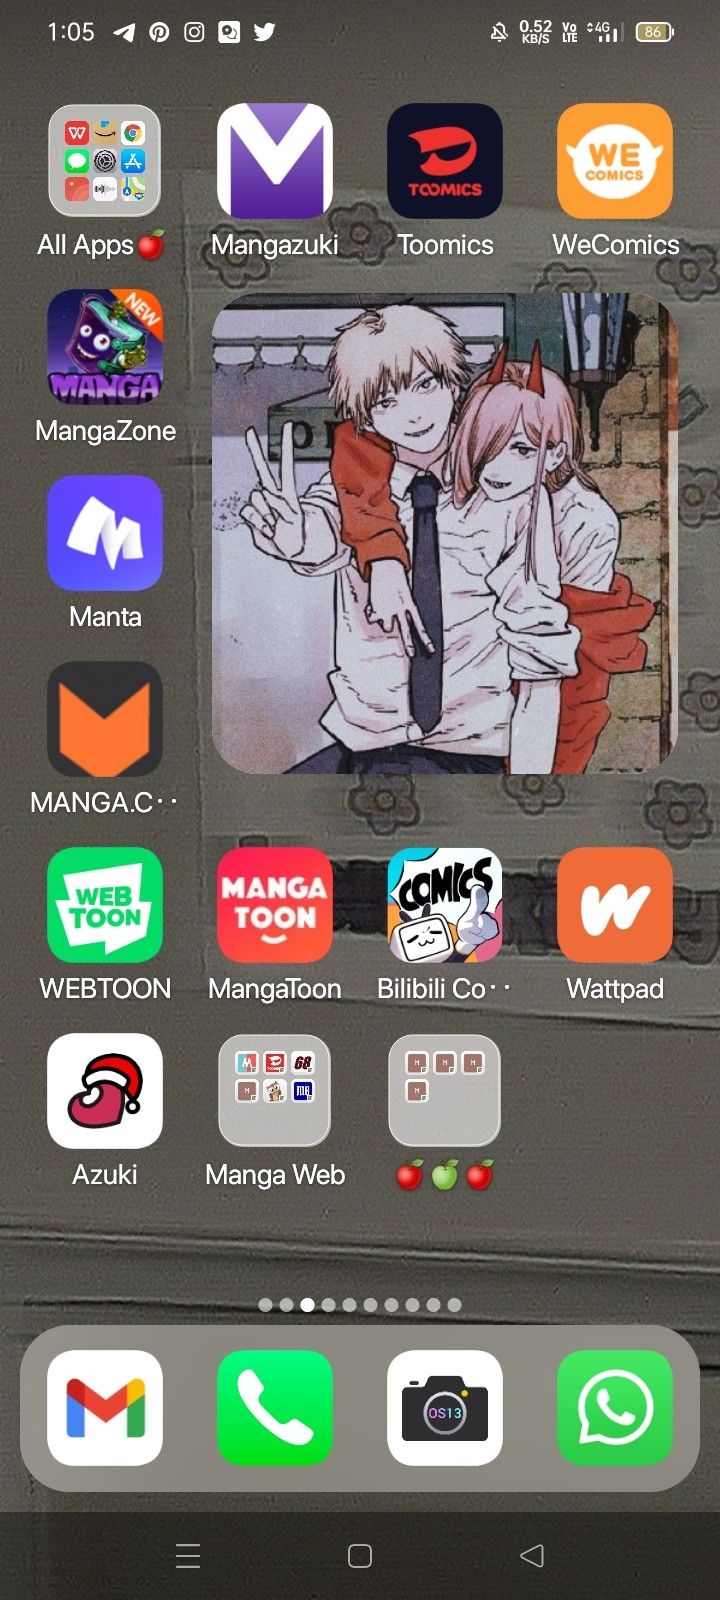 1:05
0.52 KB/S Vo LTE 4G 86
WE COMICS
TOOMICS
All Apps🍎 Mangazuki Toomics WeComics
NEW
MANGA
MangaZone
Manta
MANGA.C··
WEB TOON
MANGA TOON
COMICS
WEBTOON MangaToon Bilibili Co·· Wattpad
68
Azuki Manga Web 🍎🍏🍎
OS13